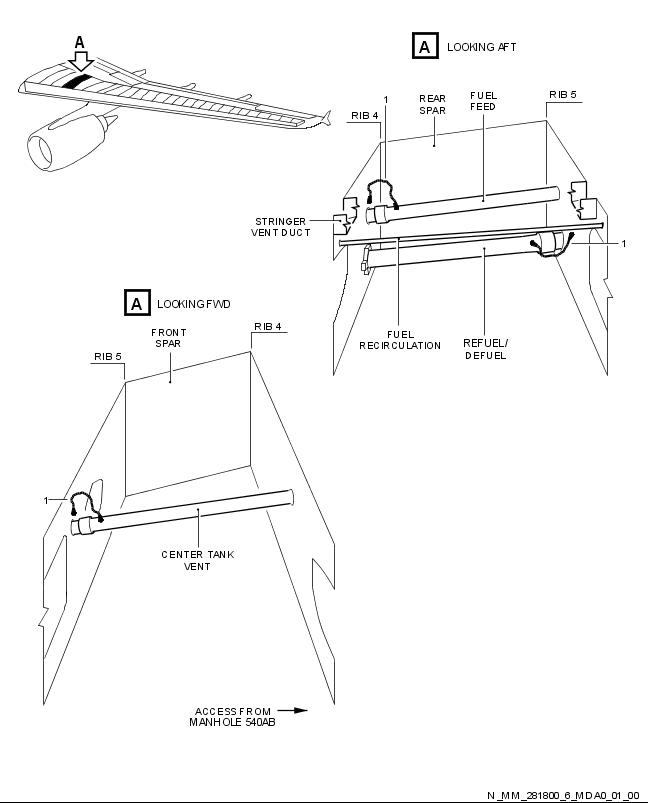 A
A LOOKING AFT
1
REAR
SPAR
FUEL
FEED
RIB 5
RIB 4
STRINGER
VENT DUCT
1
FUEL
RECIRCULATION
REFUEL/
DEFUEL
A LOOKING FWD
FRONT
SPAR
RIB 4
RIB 5
1
CENTER TANK
VENT
ACCESS FROM
MANHOLE 540AB
N_MM_281800_6_MDA0_01_00